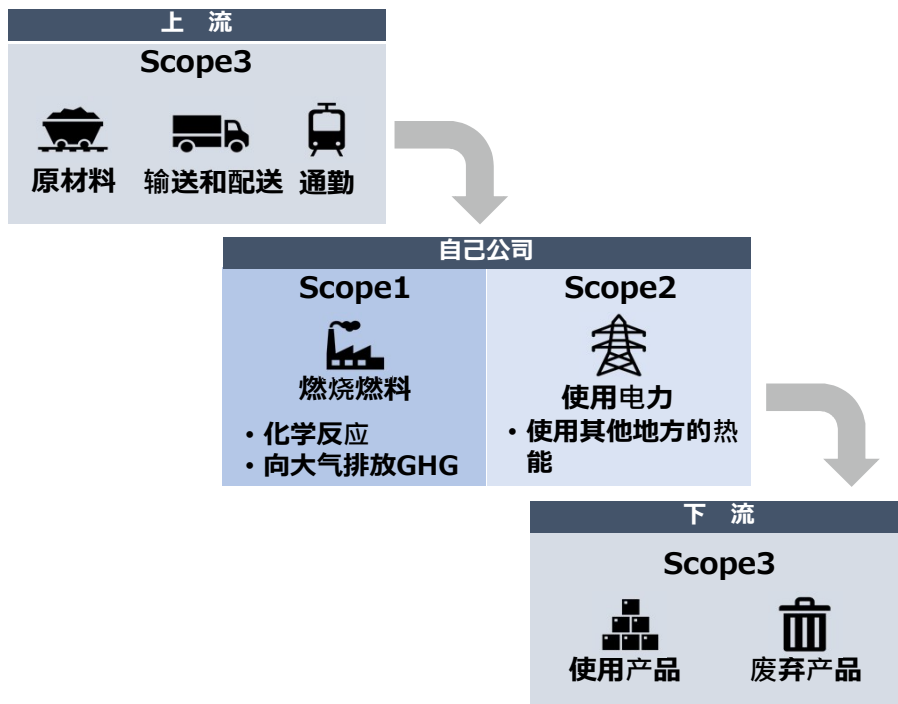 上　流
Scope3
原材料 输送和配送 通勤
自己公司
Scope1 Scope2
燃烧燃料
・化学反应
・向大气排放GHG
使用电力
・使用其他地方的热
能
下　流
Scope3
使用产品 废弃产品